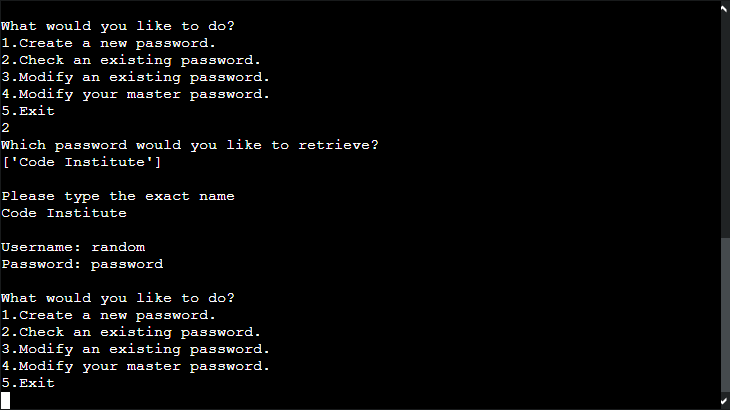 What would you like to do?
1.Create a new password.
2.Check an existing password.
3.Modify an existing password.
4.Modify your master password.
5.Exit
2
Which password would you like to retrieve?
['Code Institute']
Please type the exact name
Code Institute
Username: random
Password: password
What would you like to do?
1.Create a new password.
2.Check an existing password.
3.Modify an existing password.
4.Modify your master password.
5.Exit